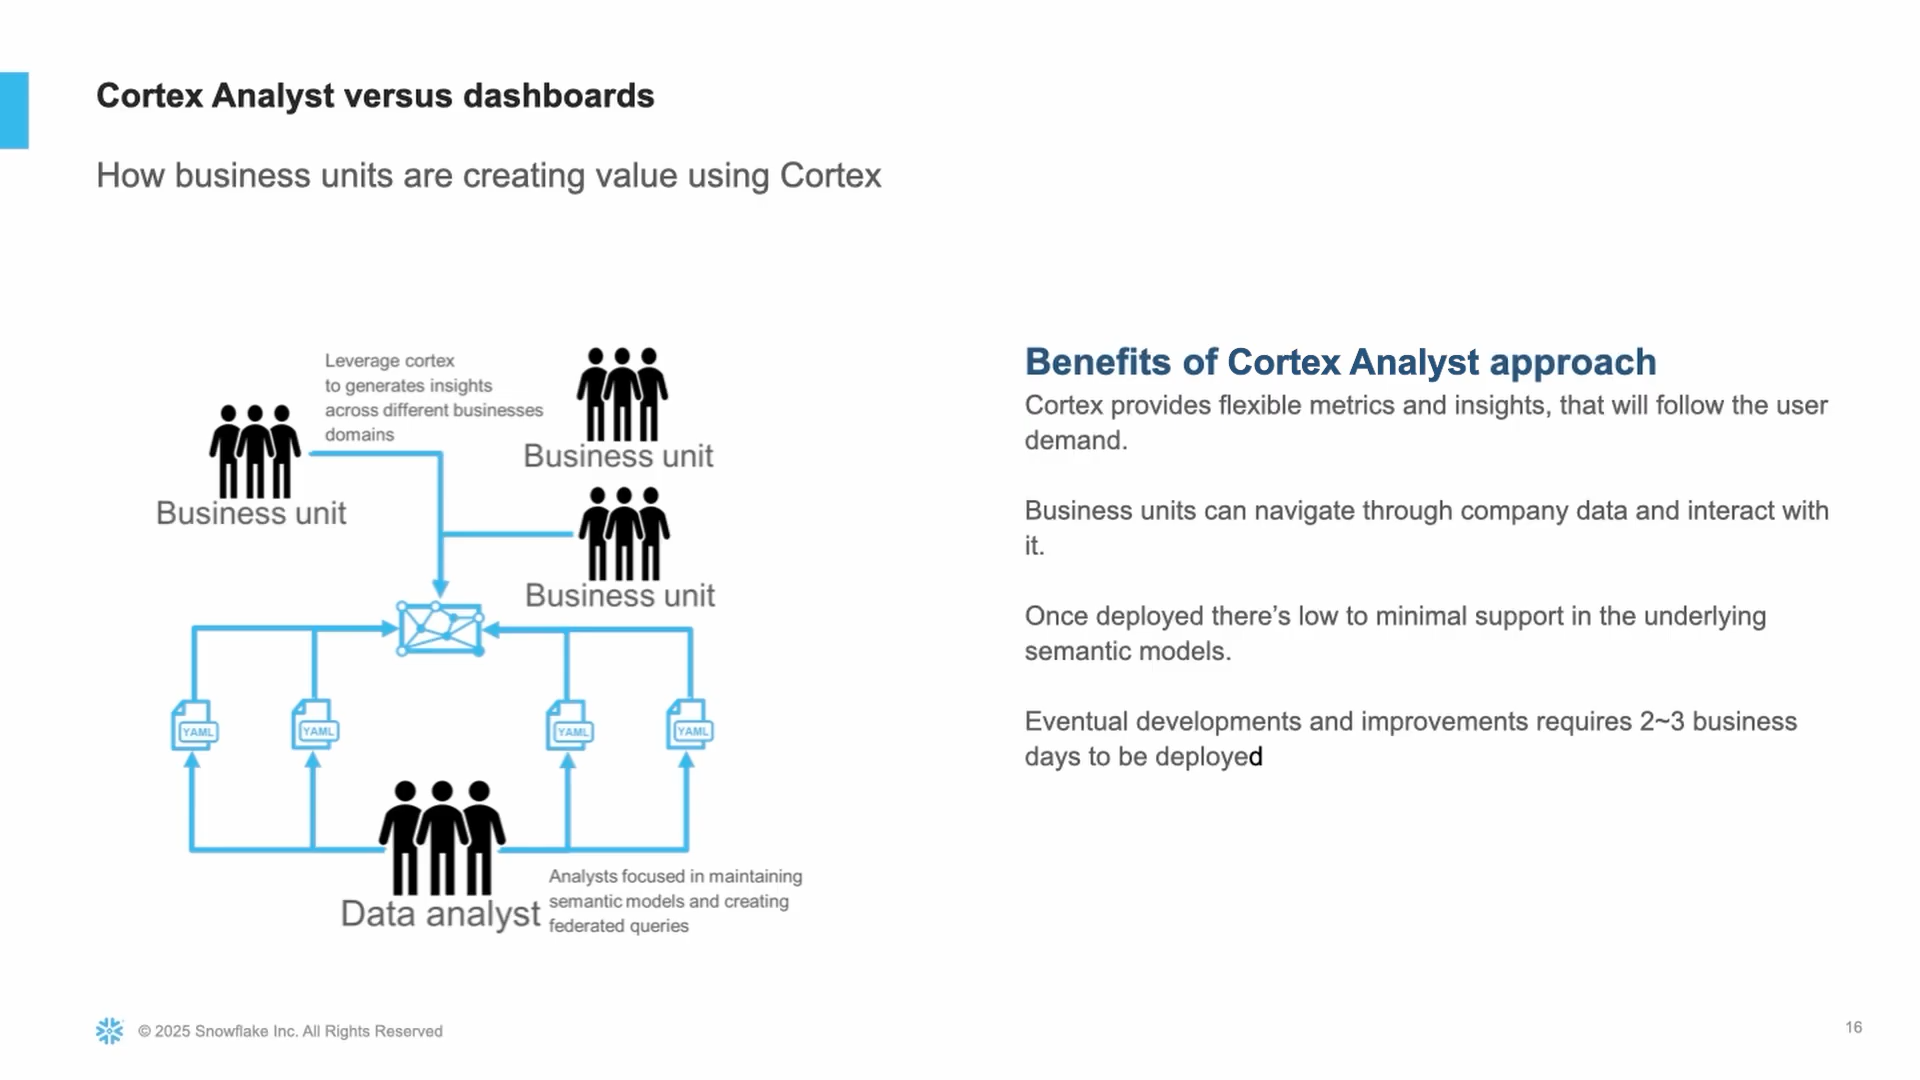 Cortex Analyst versus dashboards
How business units are creating value using Cortex
Leverage cortex
to generates insights
across different businesses
domains
Business unit
Business unit
Business unit
YAML
YAML
YAML
YAML
Data analyst
Analysts focused in maintaining
semantic models and creating
federated queries
Benefits of Cortex Analyst approach
Cortex provides flexible metrics and insights, that will follow the user
demand.
Business units can navigate through company data and interact with
it.
Once deployed there’s low to minimal support in the underlying
semantic models.
Eventual developments and improvements requires 2~3 business
days to be deployed
© 2025 Snowflake Inc. All Rights Reserved
16